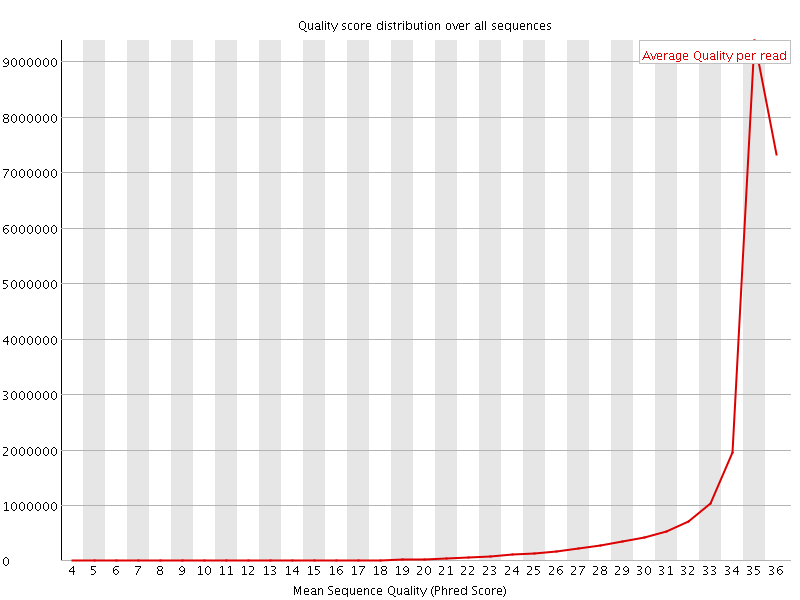 Quality score distribution over all sequences
Average Quality per read
9000000
8000000
7000000
6000000
5000000
4000000
3000000
2000000
1000000
0
4 5 6 7 8 9 10 11 12 13 14 15 16 17 18 19 20 21 22 23 24 25 26 27 28 29 30 31 32 33 34 35 36
Mean Sequence Quality (Phred Score)